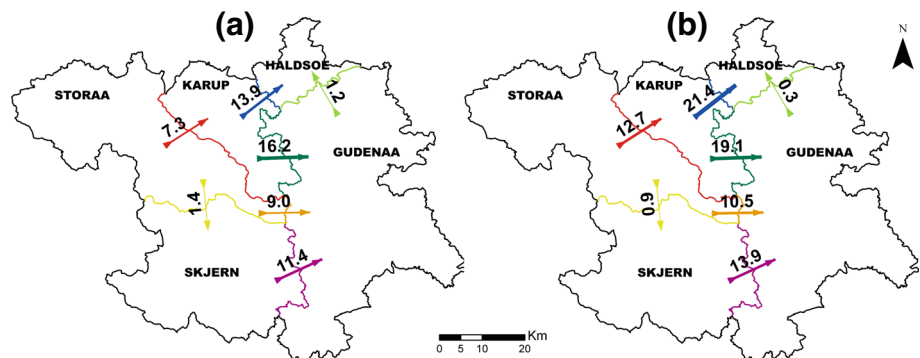 (a)
HALDSOE
KARUP
STORAA
13.9
1.2
7.3
16.2
GUDENAA
1.4
9.0
SKJERN
11.4
Km
0 5 10 20
(b)
N
HALDSOE
KARUP
STORAA
21.4
0.3
12.7
19.1
GUDENAA
0.9
10.5
SKJERN
13.9